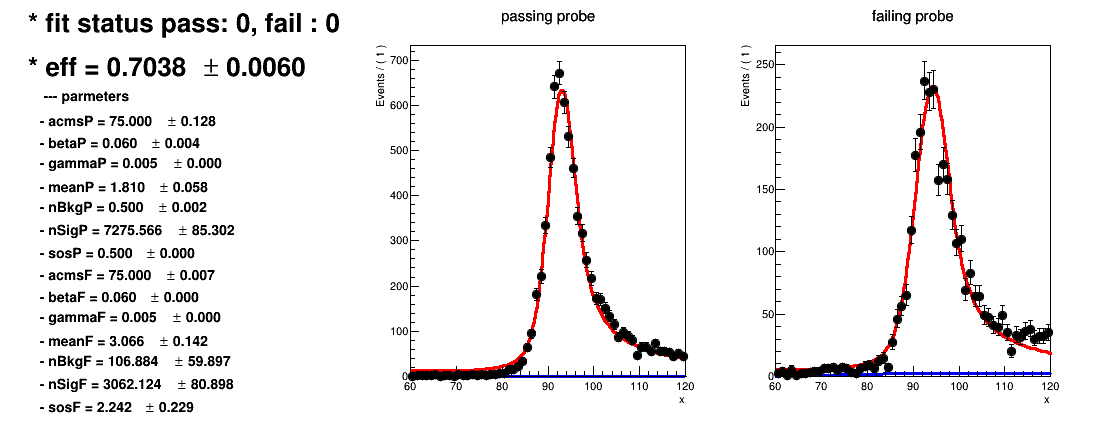 * fit status pass: 0, fail : 0
* eff = 0.7038 ± 0.0060
--- parmeters
- acmsP = 75.000 ± 0.128
- betaP = 0.060 ± 0.004
- gammaP = 0.005 ± 0.000
- meanP = 1.810 ± 0.058
- nBkgP = 0.500 ± 0.002
- nSigP = 7275.566 ± 85.302
- sosP = 0.500 ± 0.000
- acmsF = 75.000 ± 0.007
- betaF = 0.060 ± 0.000
- gammaF = 0.005 ± 0.000
- meanF = 3.066 ± 0.142
- nBkgF = 106.884 ± 59.897
- nSigF = 3062.124 ± 80.898
- sosF = 2.242 ± 0.229
passing probe
Events / ( 1 )
700
600
500
400
300
200
100
0
60 70 80 90 100 110 120
x
failing probe
Events / ( 1 )
250
200
150
100
50
0
60 70 80 90 100 110 120
x